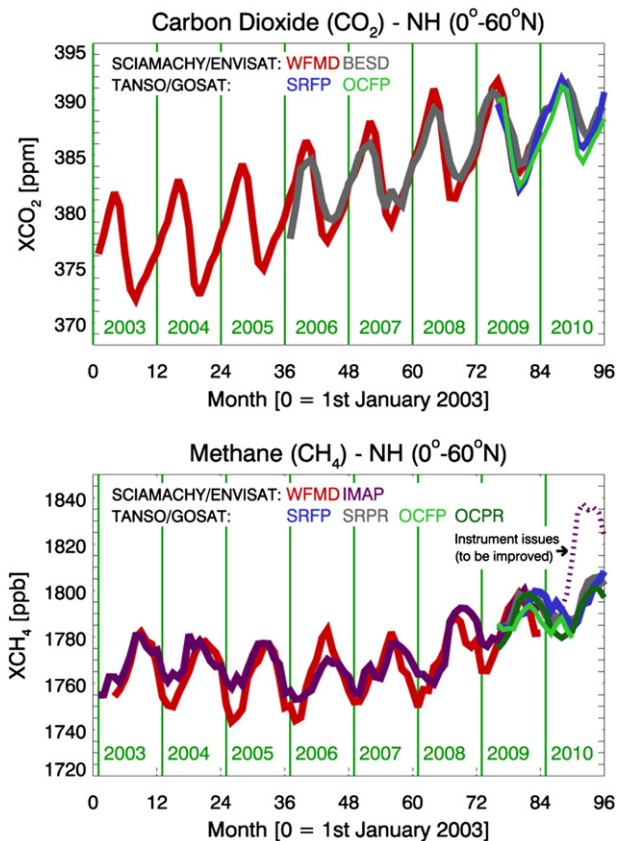 Carbon Dioxide (CO₂) - NH (0°-60°N)
SCIAMACHY/ENVISAT: WFMD BESD
TANSO/GOSAT: SRFP OCFP
XCO₂ [ppm]
395
390
385
380
375
370
2003 2004 2005 2006 2007 2008 2009 2010
0 12 24 36 48 60 72 84 96
Month [0 = 1st January 2003]
Methane (CH₄) - NH (0°-60°N)
SCIAMACHY/ENVISAT: WFMD IMAP
TANSO/GOSAT: SRFP SRPR OCFP OCPR
Instrument issues
(to be improved)
XCH₄ [ppb]
1840
1820
1800
1780
1760
1740
1720
2003 2004 2005 2006 2007 2008 2009 2010
0 12 24 36 48 60 72 84 96
Month [0 = 1st January 2003]